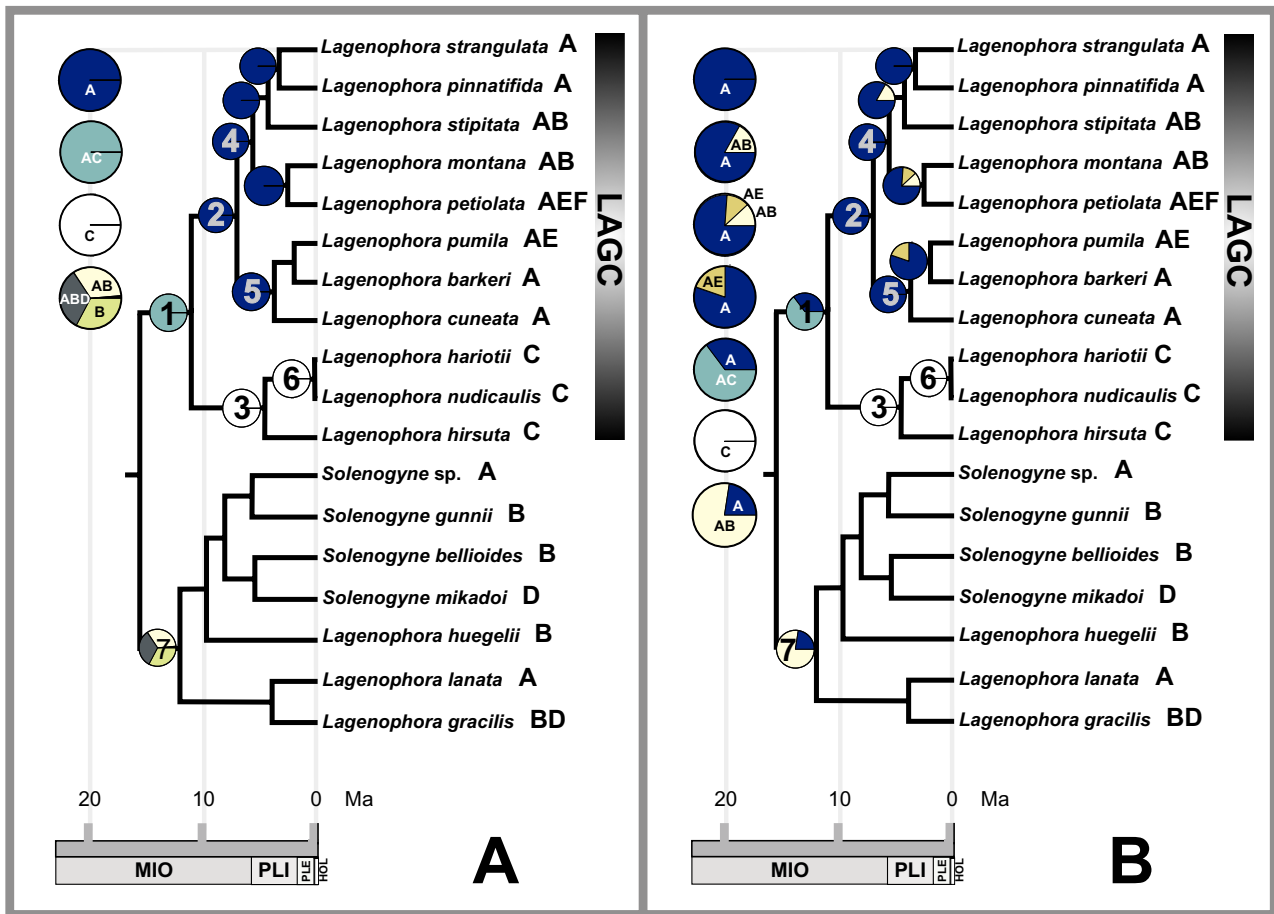 Lagenophora strangulata A
Lagenophora pinnatifida A
Lagenophora stipitata AB
Lagenophora montana AB
Lagenophora petiolata AEF
Lagenophora pumila AE
Lagenophora barkeri A
Lagenophora cuneata A
Lagenophora hariotii C
Lagenophora nudicaulis C
Lagenophora hirsuta C
Solenogyne sp. A
Solenogyne gunnii B
Solenogyne bellioides B
Solenogyne mikadoi D
Lagenophora huegelii B
Lagenophora lanata A
Lagenophora gracilis BD
LAGC
A
AC
C
ABD
AB
B
4
2
5
1
6
3
7
20 10 0 Ma
MIO PLI PLE HOL
A
Lagenophora strangulata A
Lagenophora pinnatifida A
Lagenophora stipitata AB
Lagenophora montana AB
Lagenophora petiolata AEF
Lagenophora pumila AE
Lagenophora barkeri A
Lagenophora cuneata A
Lagenophora hariotii C
Lagenophora nudicaulis C
Lagenophora hirsuta C
Solenogyne sp. A
Solenogyne gunnii B
Solenogyne bellioides B
Solenogyne mikadoi D
Lagenophora huegelii B
Lagenophora lanata A
Lagenophora gracilis BD
LAGC
A
AB
A
AE
AB
A
AE
A
A
AC
C
A
AB
4
2
5
1
6
3
7
20 10 0 Ma
MIO PLI PLE HOL
B